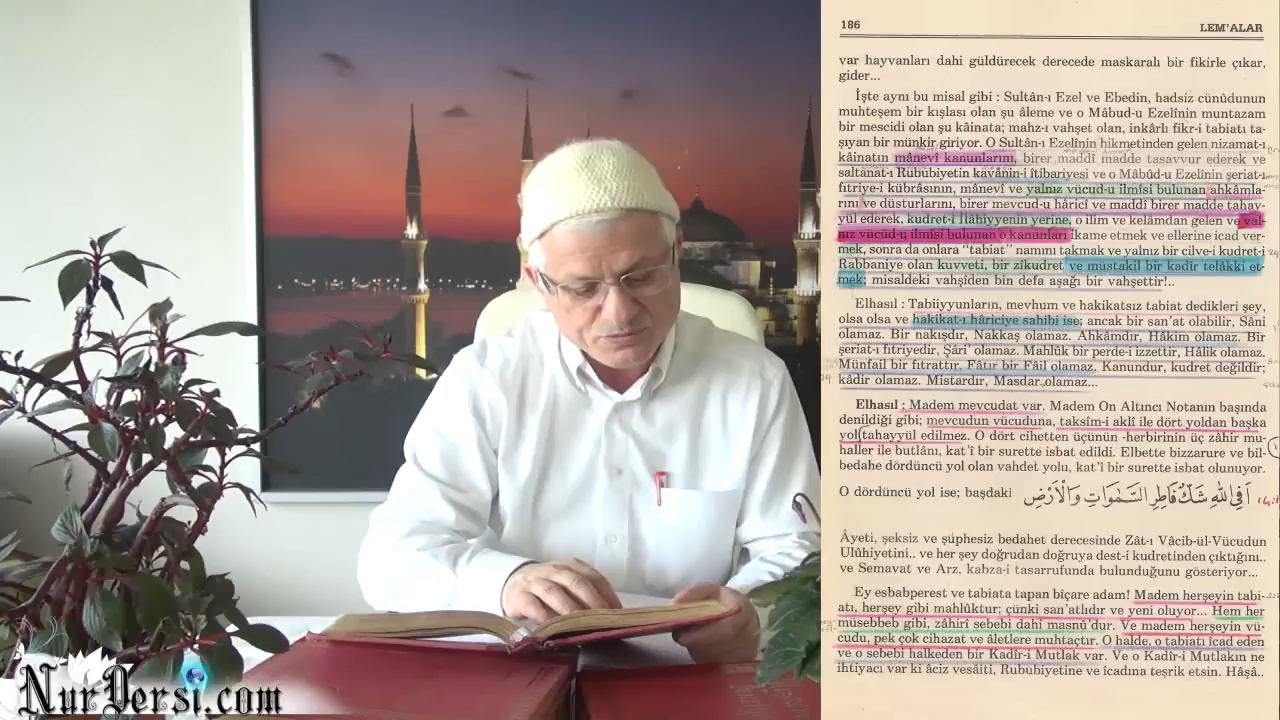 186
LEM'ALAR
var hayvanları dahi güldürecek derecede maskaralı bir fikirle çıkar,
gider...
İşte aynı bu misal gibi : Sultân-ı Ezel ve Ebedin, hadsiz cünûdunun
muhteşem bir kışlası olan şu âleme ve o Mâbud-u Ezelînin muntazam
bir mescidi olan şu kâinata; mahz-ı vahşet olan, inkârlı fikr-i tabiatı ta-
şıyan bir münkir giriyor. O Sultân-ı Ezelînin hikmetinden gelen nizamat-ı
kâinatın mânevî kanunlarını, birer maddî madde tasavvur ederek ve
saltanat-ı Rübubiyetin kavânîn-i îtibariyesi ve o Mâbûd-u Ezelînin şeriat-ı
fıtriye-i kübrâsının, mânevî ve yalnız vücud-u ilmîsi bulunan ahkâmla-
rını ve düsturlarını, birer mevcud-u hâricî ve maddî birer madde tahay-
yül ederek, kudret-i İlâhiyyenin yerine, o ilim ve kelâmdan gelen ve yal-
nız vücûd-u ilmîsi bulunan o kanunları ikame etmek ve ellerine icad ver-
mek, sonra da onlara "tabiat" namını takmak ve yalnız bir cilve-i kudret-i
Rabbaniye olan kuvveti, bir zîkudret ve müstakil bir kadîr telâkki et-
mek; misaldeki vahşiden bin defa aşağı bir vahşettir!..
Elhasıl : Tabiiyyunların, mevhum ve hakikatsız tabiat dedikleri şey,
olsa olsa ve hakikat-ı hâriciye sahibi ise; ancak bir san'at olabilir, Sâni
olamaz. Bir nakışdır, Nakkaş olamaz. Ahkâmdır, Hâkim olamaz. Bir
şeriat-ı fıtriyedir, Şâri' olamaz. Mahlûk bir perde-i izzettir, Hâlik olamaz.
Münfail bir fıtrattır, Fâtır bir Fâil olamaz. Kanundur, kudret değildir;
kâdir olamaz. Mistardır, Masdar olamaz...
Elhasıl : Madem mevcudat var. Madem On Altıncı Notanın başında
denildiği gibi; mevcudun vücuduna, taksîm-i aklî ile dört yoldan başka
yol tahayyül edilmez. O dört cihetten üçünün -herbirinin üç zâhir mu-
haller ile butlânı, kat'î bir surette isbat edildi. Elbette bizzarure ve bil-
bedahe dördüncü yol olan vahdet yolu, kat'î bir surette isbat olunuyor.
O dördüncü yol ise; başdaki اَفِى اللّٰهِ شَكٌّ فَاطِرِ السَّمٰوَاتِ وَالْاَرْضِ
Âyeti, şeksiz ve şüphesiz bedahet derecesinde Zât-ı Vâcib-ül-Vücudun
Ulûhiyetini.. ve her şey doğrudan doğruya dest-i kudretinden çıktığını..
ve Semavat ve Arz, kabza-i tasarrufunda bulunduğunu gösteriyor...
Ey esbabperest ve tabiata tapan bîçare adam! Madem herşeyin tabi-
atı, herşey gibi mahlûktur; çünki san'atlıdır ve yeni oluyor... Hem her
müsebbeb gibi, zâhirî sebebi dahi masnû'dur. Ve madem herşeyin vü-
cudu, pek çok cihazat ve âletlere muhtaçtır. O halde, o tabiatı îcad eden
ve o sebebi halkeden bir Kadîr-i Mutlak var. Ve o Kadîr-i Mutlakın ne
ihtiyacı var ki âciz vesâiti, Rububiyetine ve icadına teşrik etsin. Hâşâ..
NurDersi.com